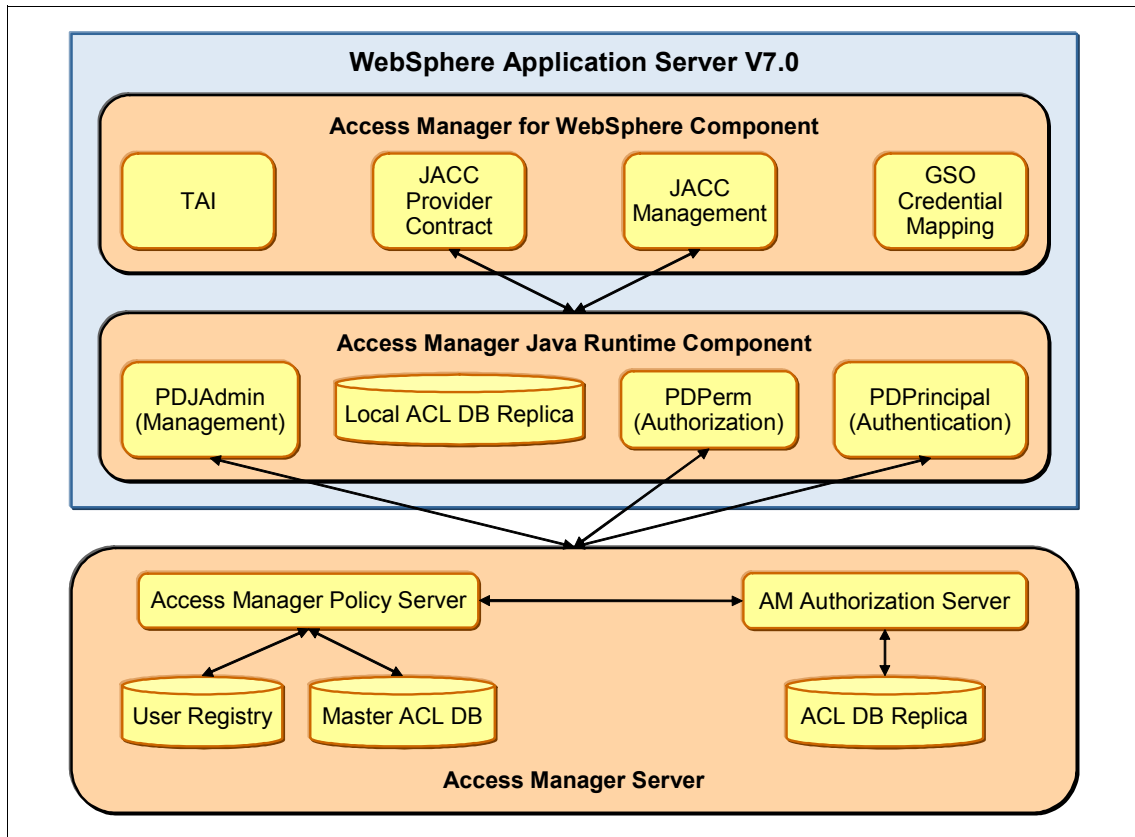 WebSphere Application Server V7.0
Access Manager for WebSphere Component
TAI
JACC
Provider
Contract
JACC
Management
GSO
Credential
Mapping
Access Manager Java Runtime Component
PDJAdmin
(Management)
Local ACL DB Replica
PDPerm
(Authorization)
PDPrincipal
(Authentication)
Access Manager Policy Server
AM Authorization Server
User Registry
Master ACL DB
ACL DB Replica
Access Manager Server